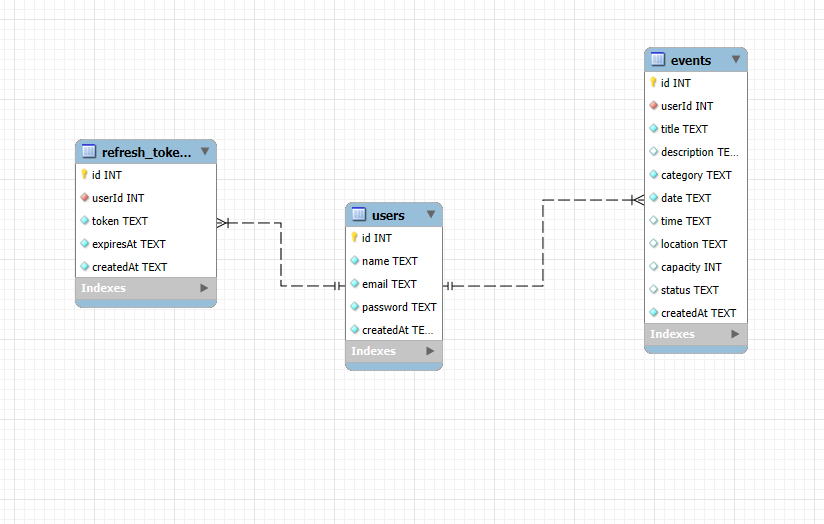 refresh_toke...
id INT
userId INT
token TEXT
expiresAt TEXT
createdAt TEXT
Indexes
users
id INT
name TEXT
email TEXT
password TEXT
createdAt TE...
Indexes
events
id INT
userId INT
title TEXT
description TE...
category TEXT
date TEXT
time TEXT
location TEXT
capacity INT
status TEXT
createdAt TEXT
Indexes